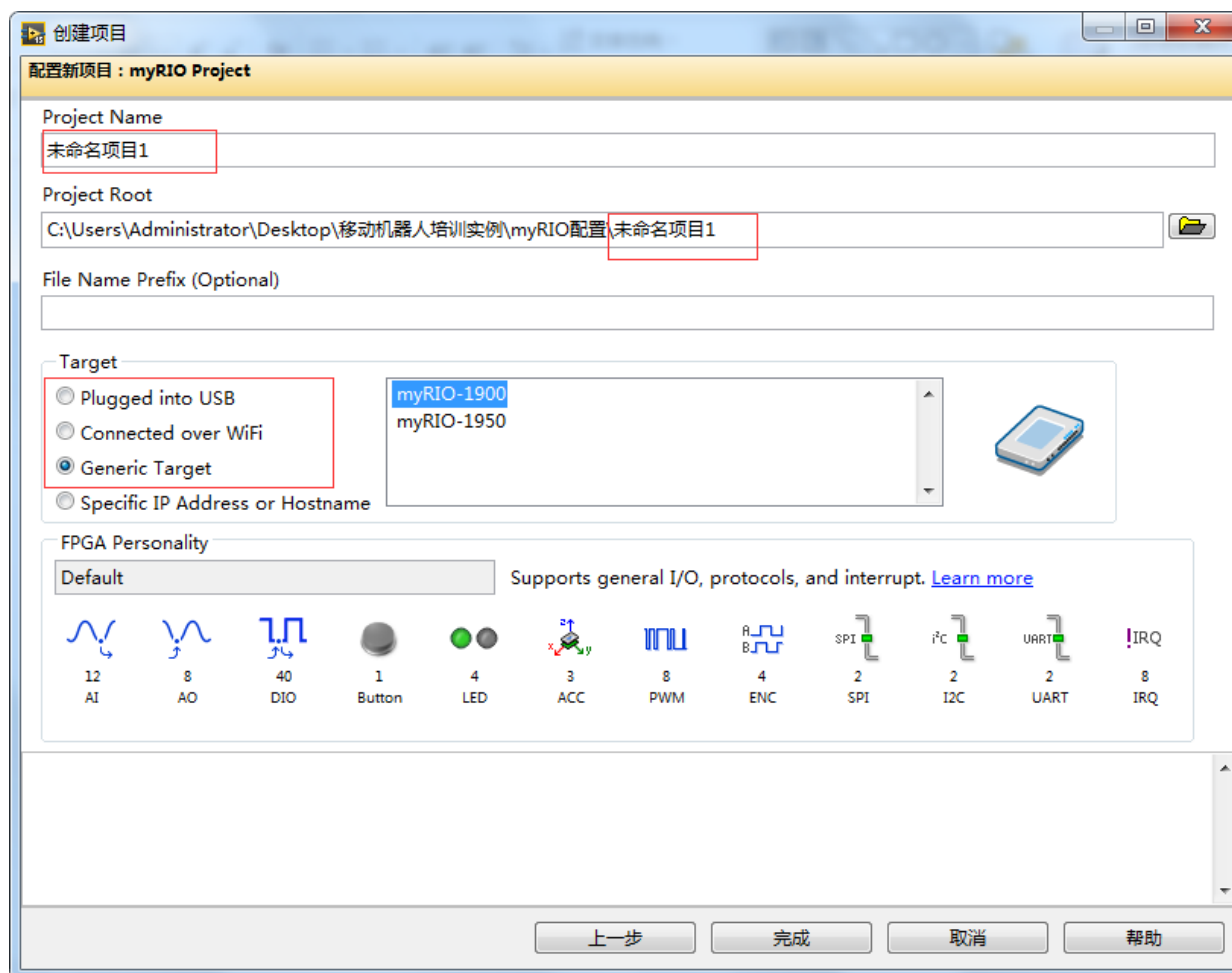 创建项目
配置新项目：myRIO Project
Project Name
未命名项目1
Project Root
C:\Users\Administrator\Desktop\移动机器人培训实例\myRIO配置\未命名项目1
File Name Prefix (Optional)
Target
Plugged into USB
Connected over WiFi
Generic Target
Specific IP Address or Hostname
myRIO-1900
myRIO-1950
FPGA Personality
Default
Supports general I/O, protocols, and interrupt. Learn more
x z y A B SPI I²C UART !IRQ
12 8 40 1 4 3 8 4 2 2 2 8
AI AO DIO Button LED ACC PWM ENC SPI I2C UART IRQ
上一步 完成 取消 帮助